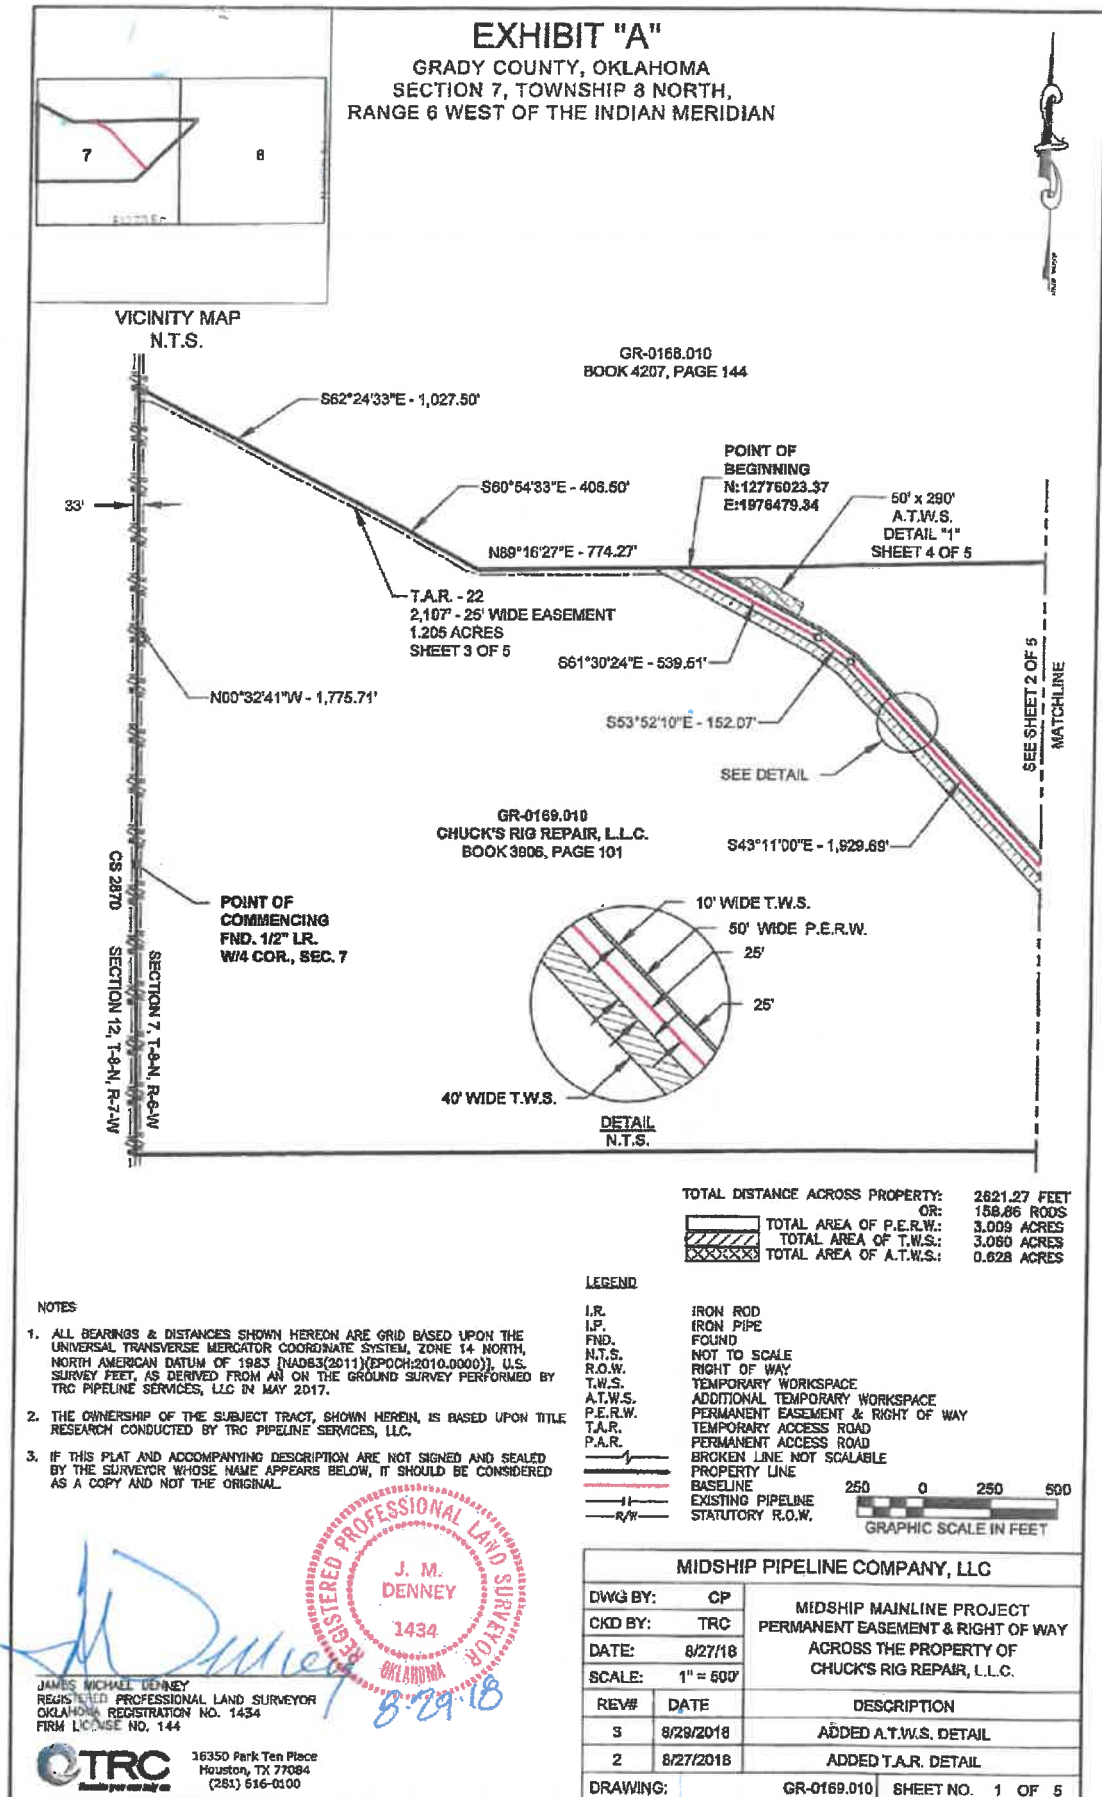 EXHIBIT "A"
GRADY COUNTY, OKLAHOMA
SECTION 7, TOWNSHIP 8 NORTH,
RANGE 6 WEST OF THE INDIAN MERIDIAN
7
8
VICINITY MAP
N.T.S.
GR-0168.010
BOOK 4207, PAGE 144
S62°24'33"E - 1,027.50'
POINT OF
BEGINNING
N:12776023.37
E:1976479.34
S60°54'33"E - 406.50'
50' x 290'
A.T.W.S.
DETAIL "1"
SHEET 4 OF 5
33'
N89°16'27"E - 774.27'
T.A.R. - 22
2,107' - 25' WIDE EASEMENT
1.205 ACRES
SHEET 3 OF 5
S61°30'24"E - 539.51'
N00°32'41"W - 1,775.71'
S53°52'10"E - 152.07'
SEE SHEET 2 OF 5
MATCHLINE
SEE DETAIL
GR-0169.010
CHUCK'S RIG REPAIR, L.L.C.
BOOK 3906, PAGE 101
S43°11'00"E - 1,929.69'
CS 2870
POINT OF
COMMENCING
FND. 1/2" I.R.
W/4 COR., SEC. 7
SECTION 7, T-8-N, R-6-W
SECTION 12, T-8-N, R-7-W
10' WIDE T.W.S.
50' WIDE P.E.R.W.
25'
25'
40' WIDE T.W.S.
DETAIL
N.T.S.
TOTAL DISTANCE ACROSS PROPERTY: 2621.27 FEET
OR: 158.86 RODS
TOTAL AREA OF P.E.R.W.: 3.009 ACRES
TOTAL AREA OF T.W.S.: 3.060 ACRES
TOTAL AREA OF A.T.W.S.: 0.628 ACRES
LEGEND
I.R. IRON ROD
I.P. IRON PIPE
FND. FOUND
N.T.S. NOT TO SCALE
R.O.W. RIGHT OF WAY
T.W.S. TEMPORARY WORKSPACE
A.T.W.S. ADDITIONAL TEMPORARY WORKSPACE
P.E.R.W. PERMANENT EASEMENT & RIGHT OF WAY
T.A.R. TEMPORARY ACCESS ROAD
P.A.R. PERMANENT ACCESS ROAD
BROKEN LINE NOT SCALABLE
PROPERTY LINE
BASELINE
EXISTING PIPELINE
R/W STATUTORY R.O.W.
250 0 250 500
GRAPHIC SCALE IN FEET
NOTES
1. ALL BEARINGS & DISTANCES SHOWN HEREON ARE GRID BASED UPON THE
UNIVERSAL TRANSVERSE MERCATOR COORDINATE SYSTEM, ZONE 14 NORTH,
NORTH AMERICAN DATUM OF 1983 [NAD83(2011)(EPOCH:2010.0000)], U.S.
SURVEY FEET, AS DERIVED FROM AN ON THE GROUND SURVEY PERFORMED BY
TRC PIPELINE SERVICES, LLC IN MAY 2017.
2. THE OWNERSHIP OF THE SUBJECT TRACT, SHOWN HEREIN, IS BASED UPON TITLE
RESEARCH CONDUCTED BY TRC PIPELINE SERVICES, LLC.
3. IF THIS PLAT AND ACCOMPANYING DESCRIPTION ARE NOT SIGNED AND SEALED
BY THE SURVEYOR WHOSE NAME APPEARS BELOW, IT SHOULD BE CONSIDERED
AS A COPY AND NOT THE ORIGINAL.
REGISTERED PROFESSIONAL LAND SURVEYOR
J. M.
DENNEY
1434
OKLAHOMA
8-29-18
JAMES MICHAEL DENNEY
REGISTERED PROFESSIONAL LAND SURVEYOR
OKLAHOMA REGISTRATION NO. 1434
FIRM LICENSE NO. 144
TRC
Results you can rely on
16350 Park Ten Place
Houston, TX 77084
(281) 616-0100
MIDSHIP PIPELINE COMPANY, LLC
DWG BY: CP
CKD BY: TRC
DATE: 8/27/18
SCALE: 1" = 500'
MIDSHIP MAINLINE PROJECT
PERMANENT EASEMENT & RIGHT OF WAY
ACROSS THE PROPERTY OF
CHUCK'S RIG REPAIR, L.L.C.
REV# DATE DESCRIPTION
3 8/29/2018 ADDED A.T.W.S. DETAIL
2 8/27/2018 ADDED T.A.R. DETAIL
DRAWING: GR-0169.010 SHEET NO. 1 OF 5